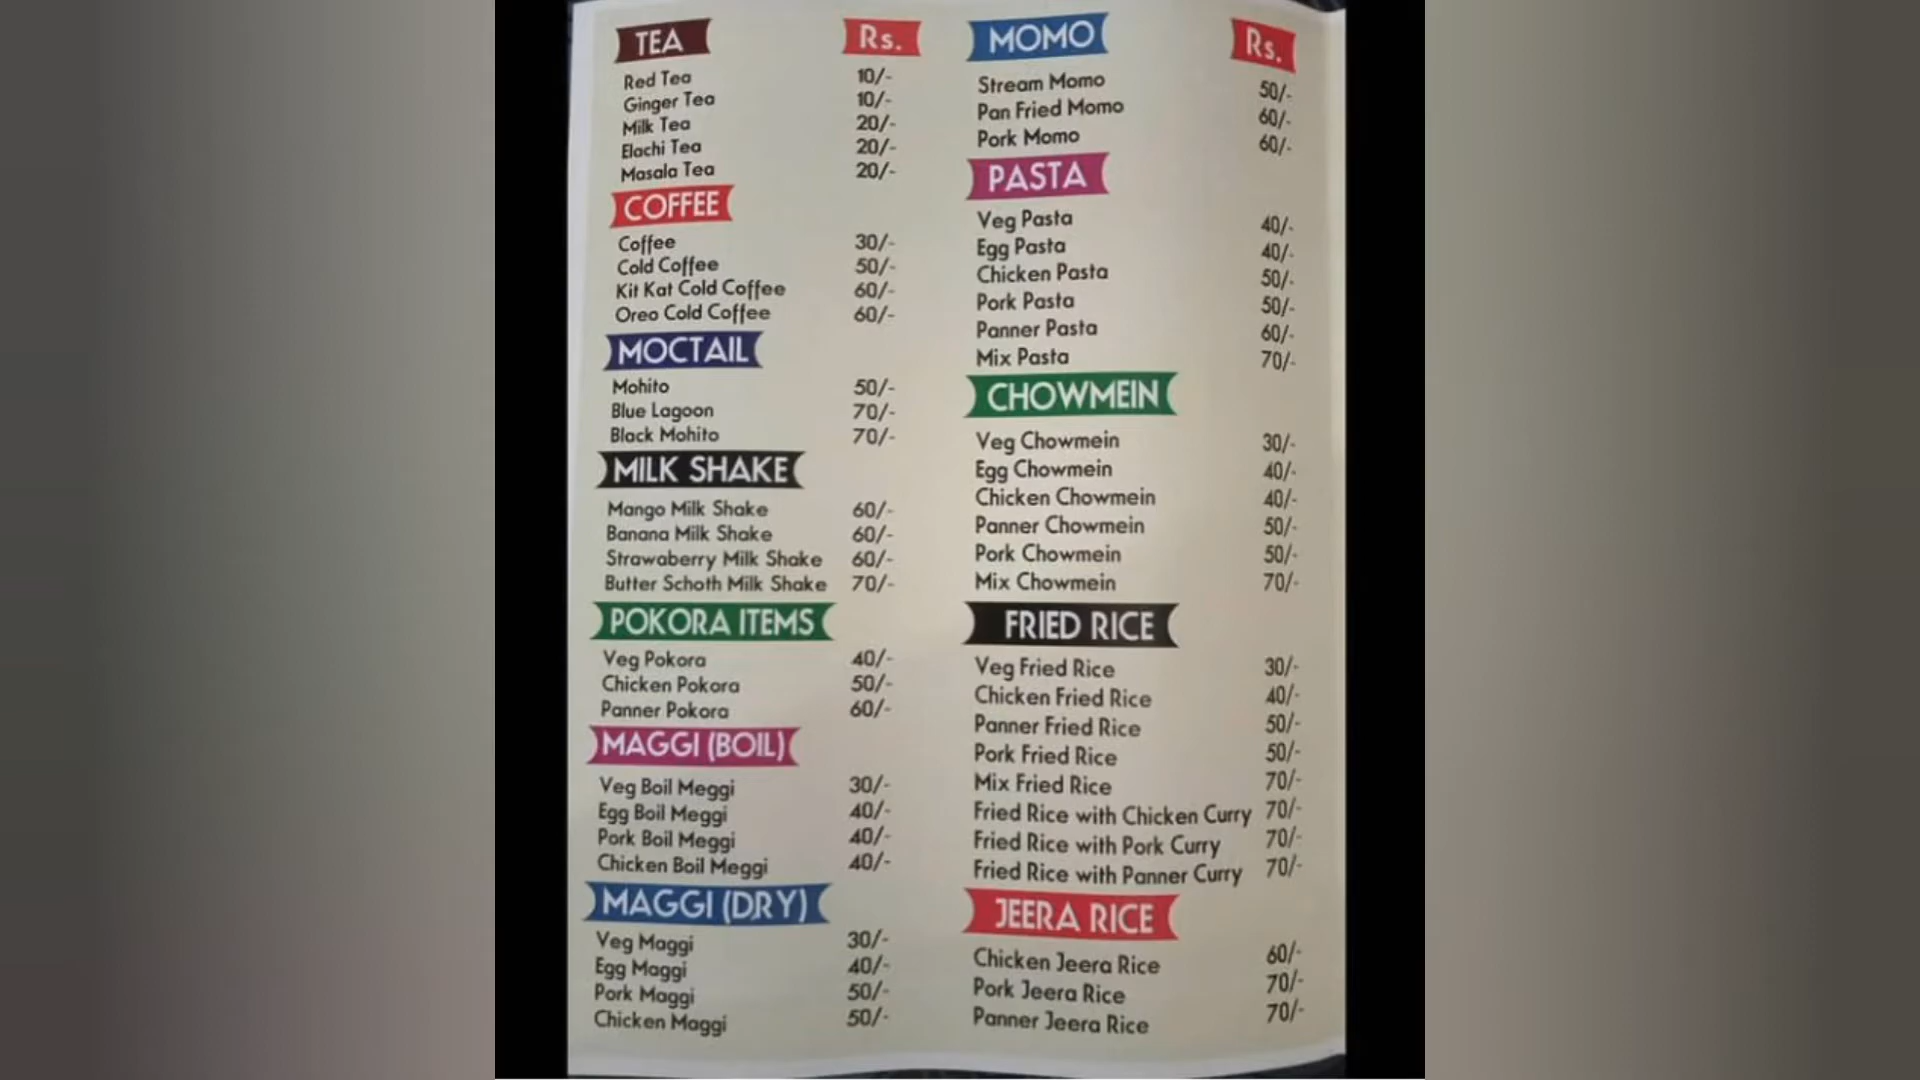 TEA Rs.
Red Tea 10/-
Ginger Tea 10/-
Milk Tea 20/-
Elachi Tea 20/-
Masala Tea 20/-
COFFEE
Coffee 30/-
Cold Coffee 50/-
Kit Kat Cold Coffee 60/-
Oreo Cold Coffee 60/-
MOCTAIL
Mohito 50/-
Blue Lagoon 70/-
Black Mohito 70/-
MILK SHAKE
Mango Milk Shake 60/-
Banana Milk Shake 60/-
Strawaberry Milk Shake 60/-
Butter Schoth Milk Shake 70/-
POKORA ITEMS
Veg Pokora 40/-
Chicken Pokora 50/-
Panner Pokora 60/-
MAGGI (BOIL)
Veg Boil Meggi 30/-
Egg Boil Meggi 40/-
Pork Boil Meggi 40/-
Chicken Boil Meggi 40/-
MAGGI (DRY)
Veg Maggi 30/-
Egg Maggi 40/-
Pork Maggi 50/-
Chicken Maggi 50/-
MOMO Rs.
Stream Momo 50/-
Pan Fried Momo 60/-
Pork Momo 60/-
PASTA
Veg Pasta 40/-
Egg Pasta 40/-
Chicken Pasta 50/-
Pork Pasta 50/-
Panner Pasta 60/-
Mix Pasta 70/-
CHOWMEIN
Veg Chowmein 30/-
Egg Chowmein 40/-
Chicken Chowmein 40/-
Panner Chowmein 50/-
Pork Chowmein 50/-
Mix Chowmein 70/-
FRIED RICE
Veg Fried Rice 30/-
Chicken Fried Rice 40/-
Panner Fried Rice 50/-
Pork Fried Rice 50/-
Mix Fried Rice 70/-
Fried Rice with Chicken Curry 70/-
Fried Rice with Pork Curry 70/-
Fried Rice with Panner Curry 70/-
JEERA RICE
Chicken Jeera Rice 60/-
Pork Jeera Rice 70/-
Panner Jeera Rice 70/-